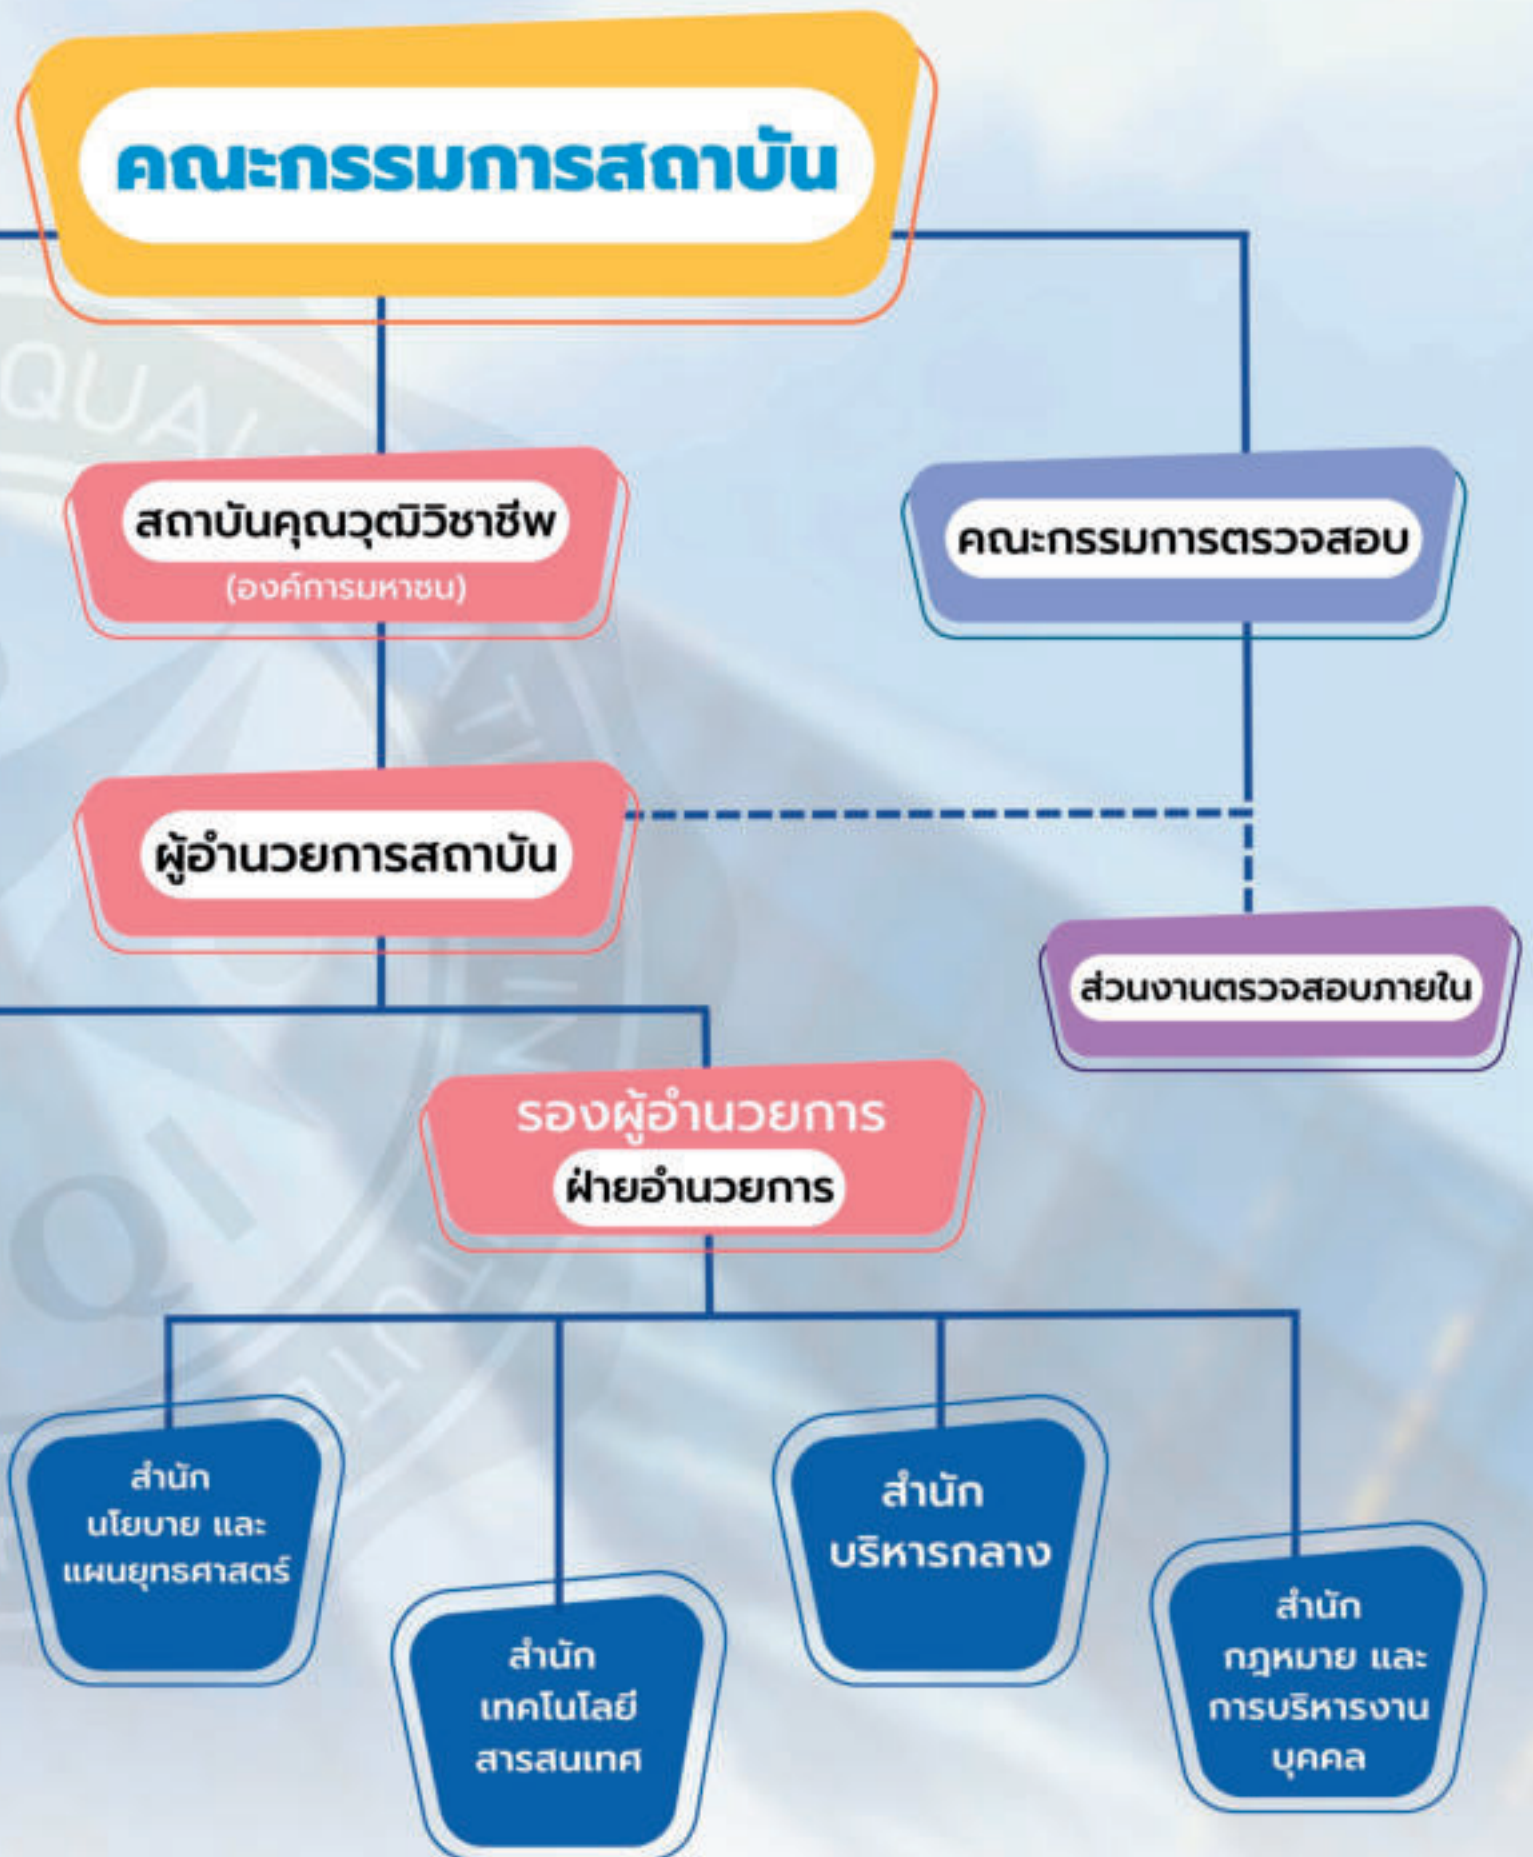 คณะกรรมการสถาบัน
QUALI
สถาบันคุณวุฒิวิชาชีพ
(องค์การมหาชน)
คณะกรรมการตรวจสอบ
ผู้อำนวยการสถาบัน
ส่วนงานตรวจสอบภายใน
รองผู้อำนวยการ
ฝ่ายอำนวยการ
QI
สำนัก
นโยบาย และ
แผนยุทธศาสตร์
สำนัก
เทคโนโลยี
สารสนเทศ
สำนัก
บริหารกลาง
สำนัก
กฎหมาย และ
การบริหารงาน
บุคคล